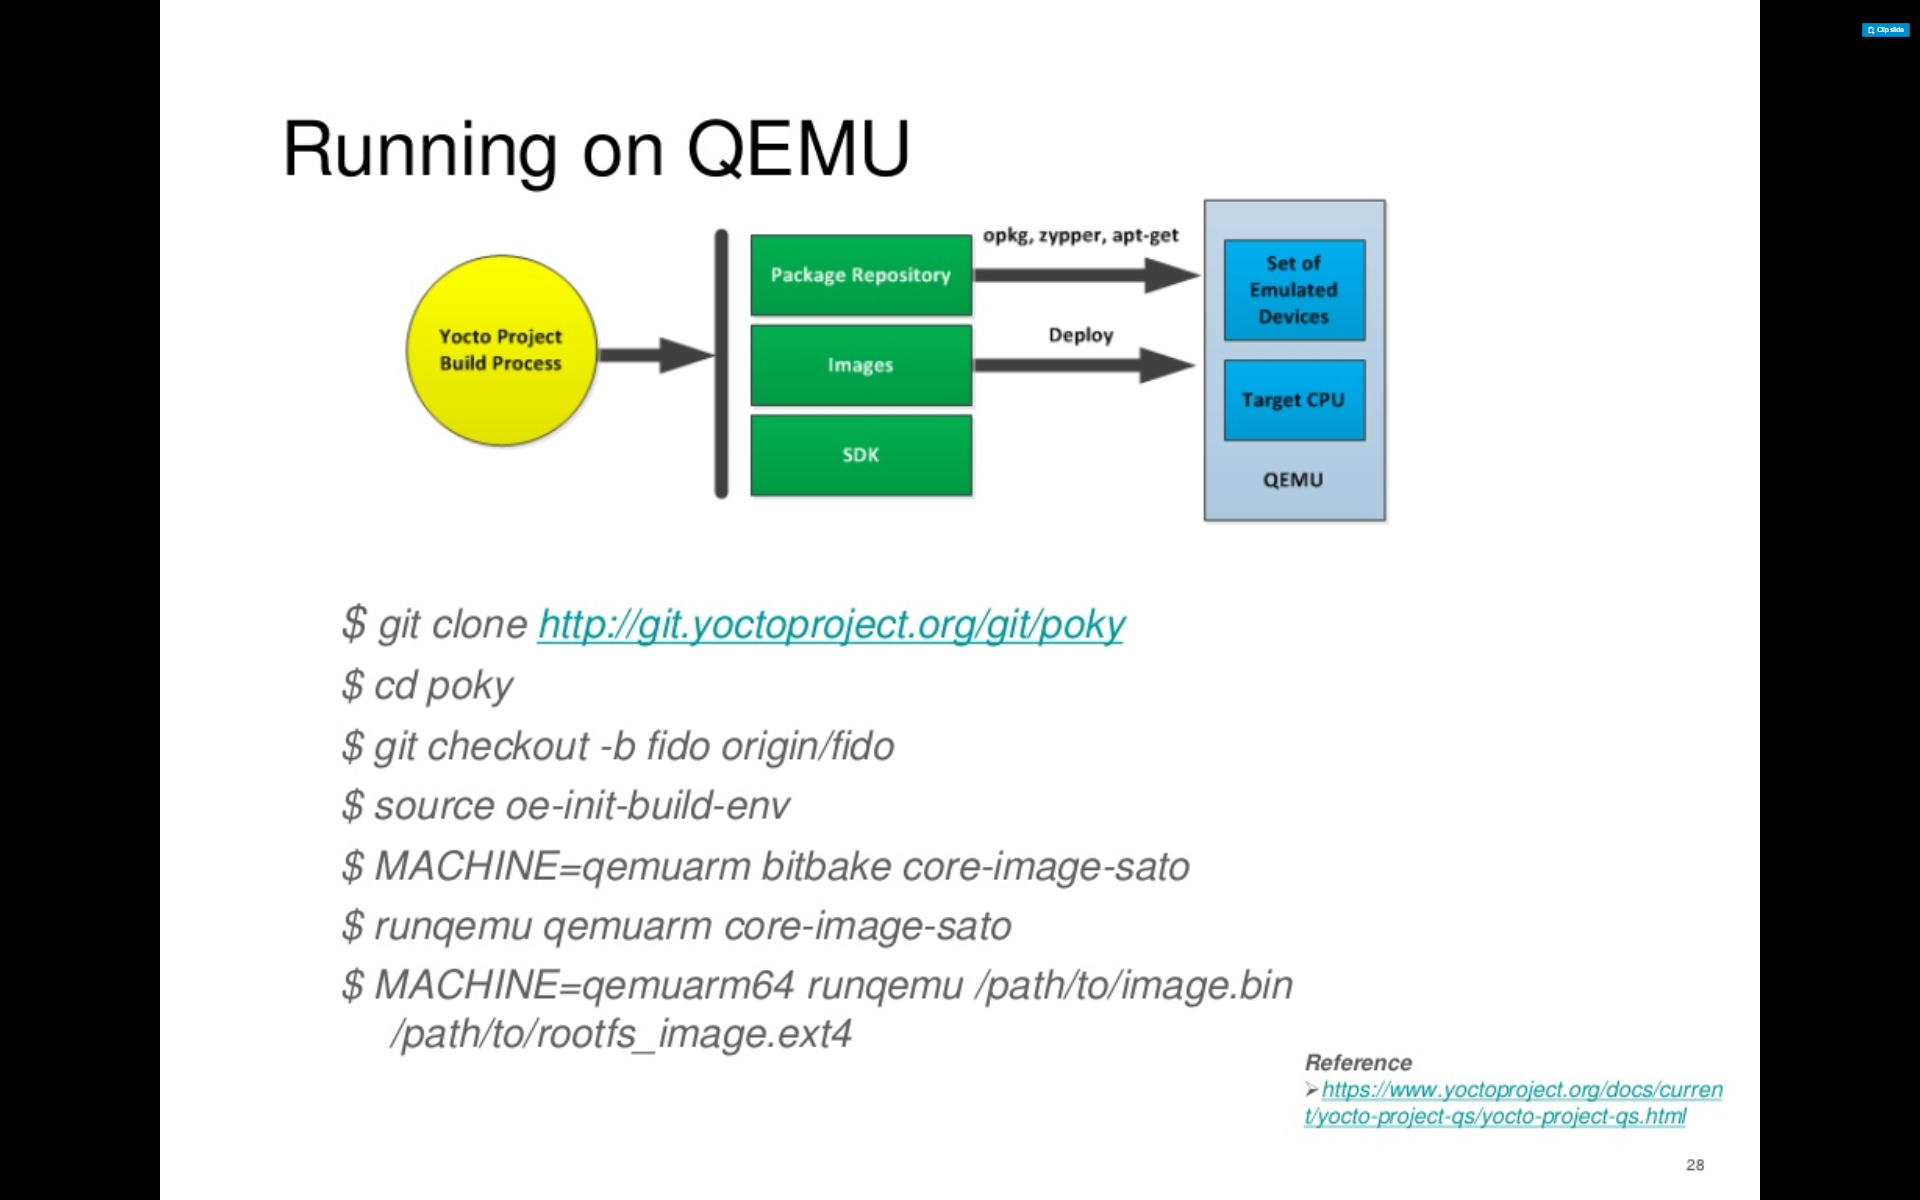 Clip slide
Running on QEMU
opkg, zypper, apt-get
Package Repository
Set of
Emulated
Devices
Yocto Project
Build Process
Deploy
Images
Target CPU
SDK
QEMU
$ git clone http://git.yoctoproject.org/git/poky
$ cd poky
$ git checkout -b fido origin/fido
$ source oe-init-build-env
$ MACHINE=qemuarm bitbake core-image-sato
$ runqemu qemuarm core-image-sato
$ MACHINE=qemuarm64 runqemu /path/to/image.bin
/path/to/rootfs_image.ext4
Reference
➢https://www.yoctoproject.org/docs/curren
t/yocto-project-qs/yocto-project-qs.html
28